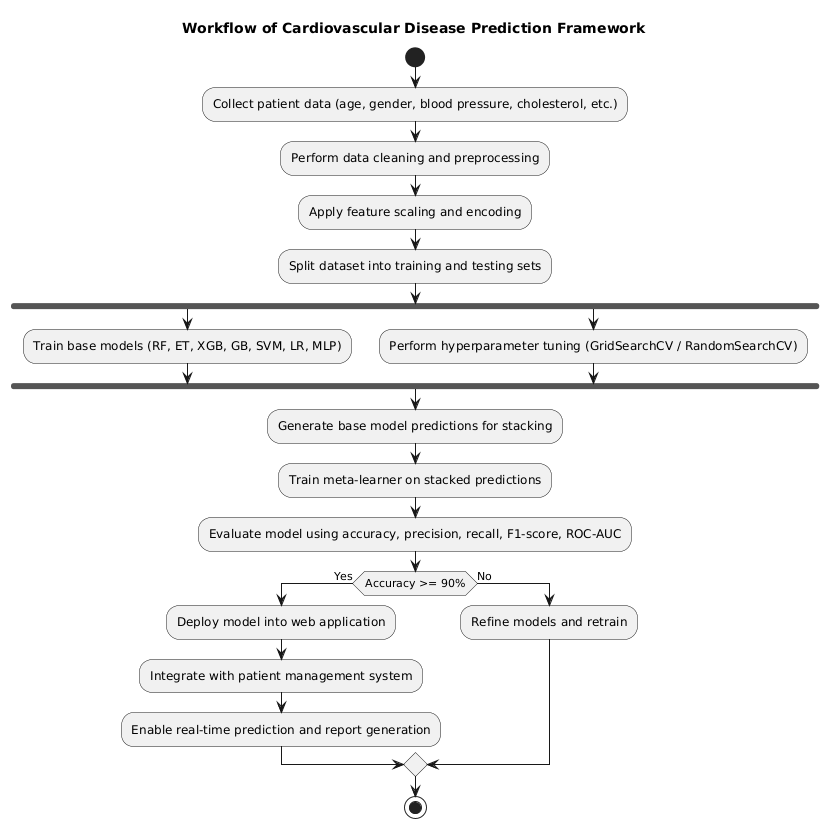 Workflow of Cardiovascular Disease Prediction Framework
Collect patient data (age, gender, blood pressure, cholesterol, etc.)
Perform data cleaning and preprocessing
Apply feature scaling and encoding
Split dataset into training and testing sets
Train base models (RF, ET, XGB, GB, SVM, LR, MLP)
Perform hyperparameter tuning (GridSearchCV / RandomSearchCV)
Generate base model predictions for stacking
Train meta-learner on stacked predictions
Evaluate model using accuracy, precision, recall, F1-score, ROC-AUC
Yes
Accuracy >= 90%
No
Deploy model into web application
Refine models and retrain
Integrate with patient management system
Enable real-time prediction and report generation